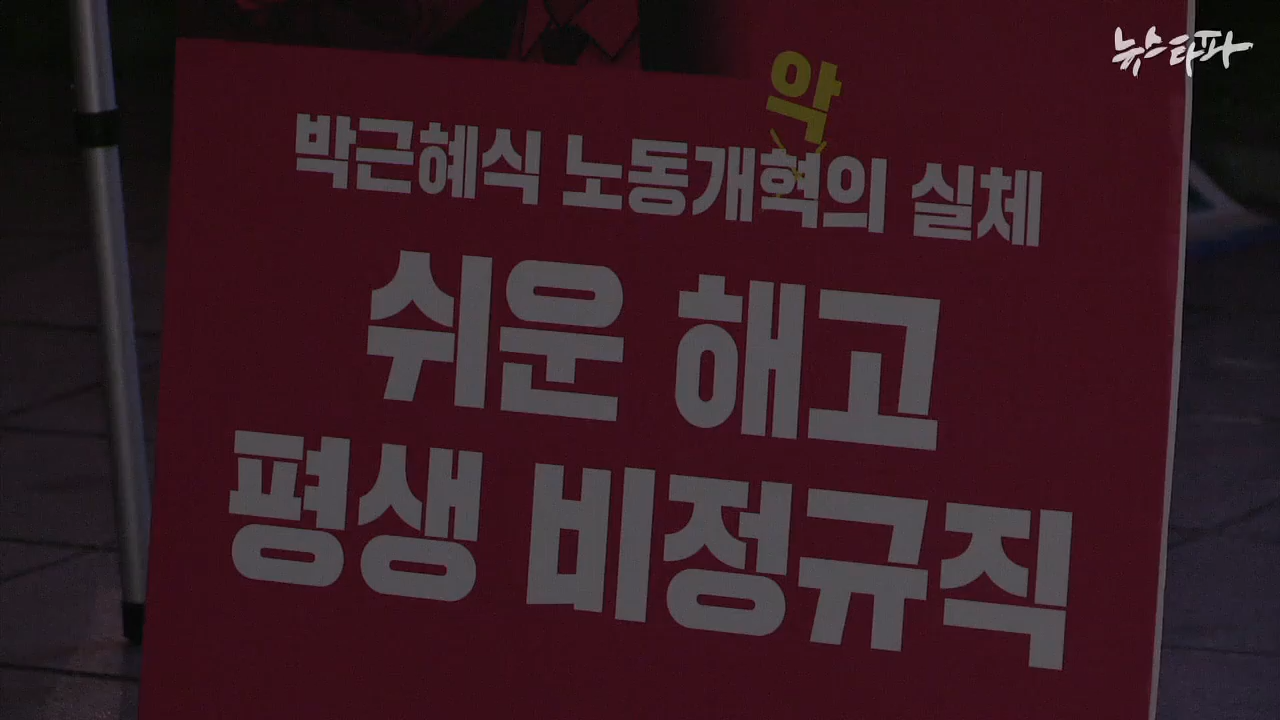 뉴스타파
악
박근혜식 노동개혁의 실체
쉬운 해고
평생 비정규직